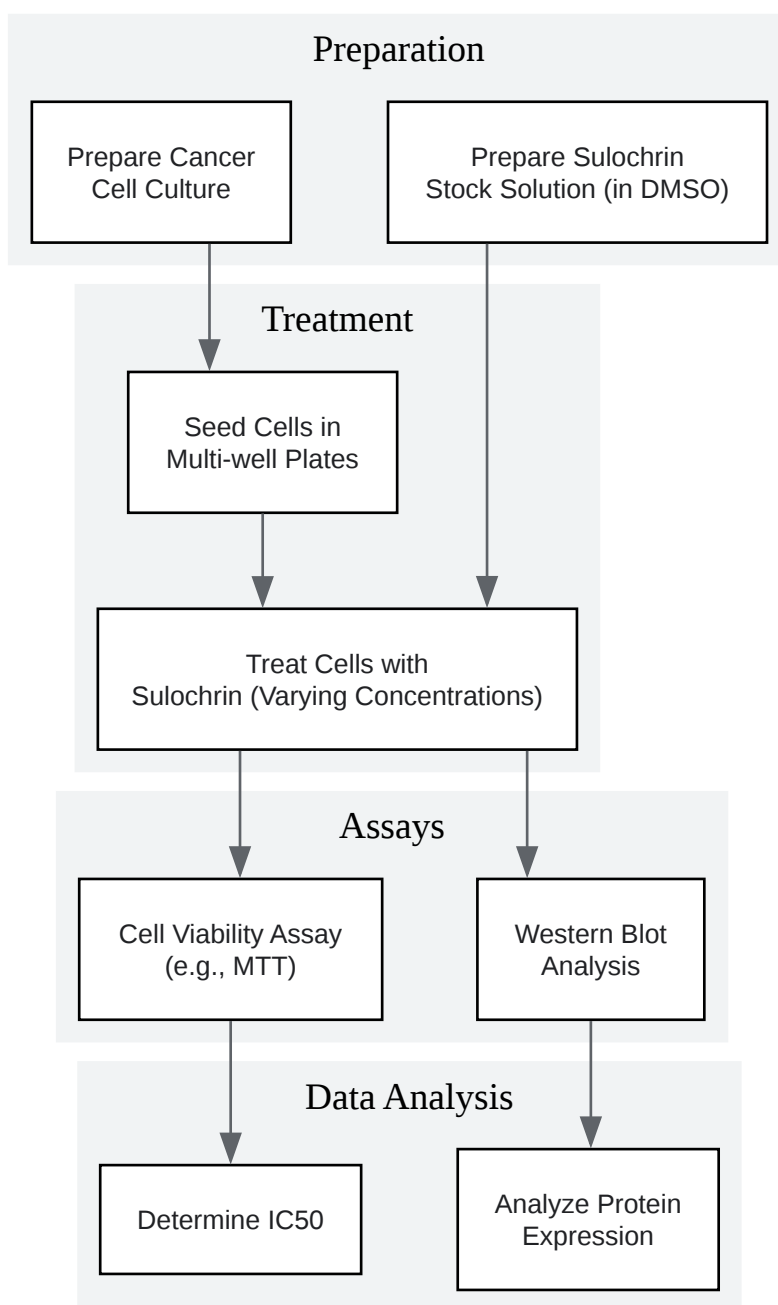 Preparation
Prepare Cancer
Cell Culture
Prepare Sulochrin
Stock Solution (in DMSO)
Treatment
Seed Cells in
Multi-well Plates
Treat Cells with
Sulochrin (Varying Concentrations)
Assays
Cell Viability Assay
(e.g., MTT)
Western Blot
Analysis
Data Analysis
Determine IC50
Analyze Protein
Expression